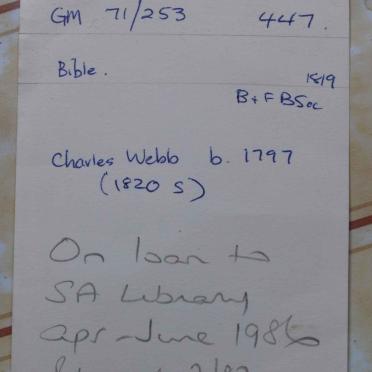 GM 71/253 447.
Bible. 1819
B+FBSoc
Charles Webb b. 1797
(1820 s)
On loan to
SA Library
apr-June 1986